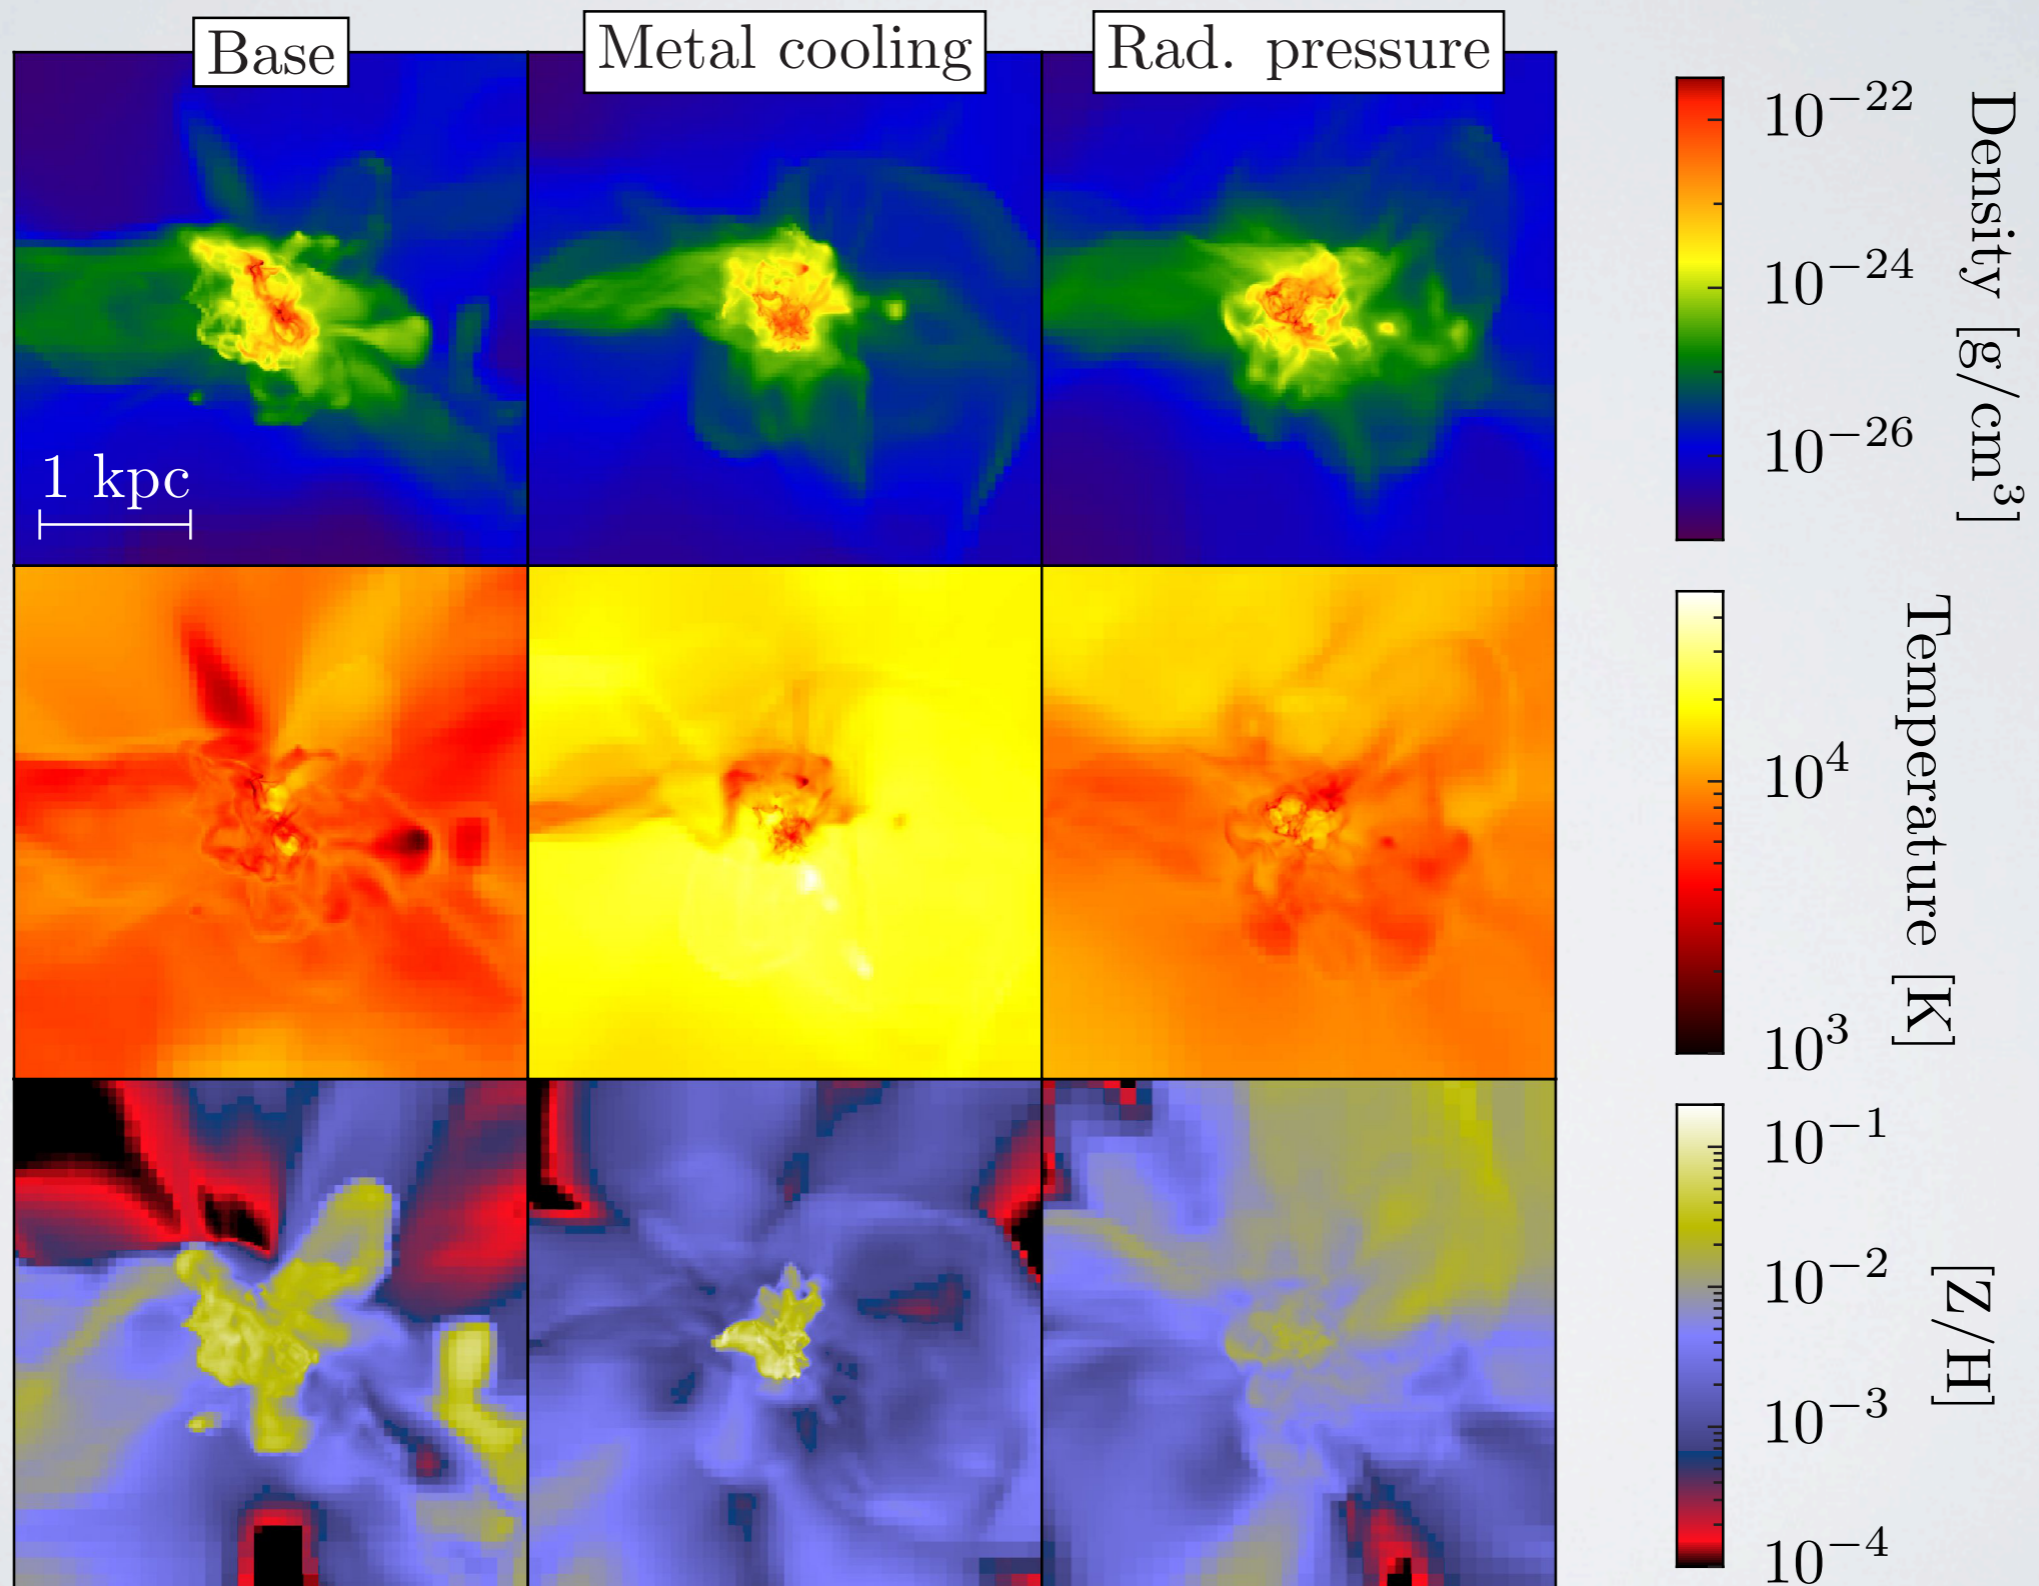 Base
Metal cooling
Rad. pressure
1 kpc
10^−22
10^−24
10^−26
Density [g/cm^3]
10^4
10^3
Temperature [K]
10^−1
10^−2
10^−3
10^−4
[Z/H]